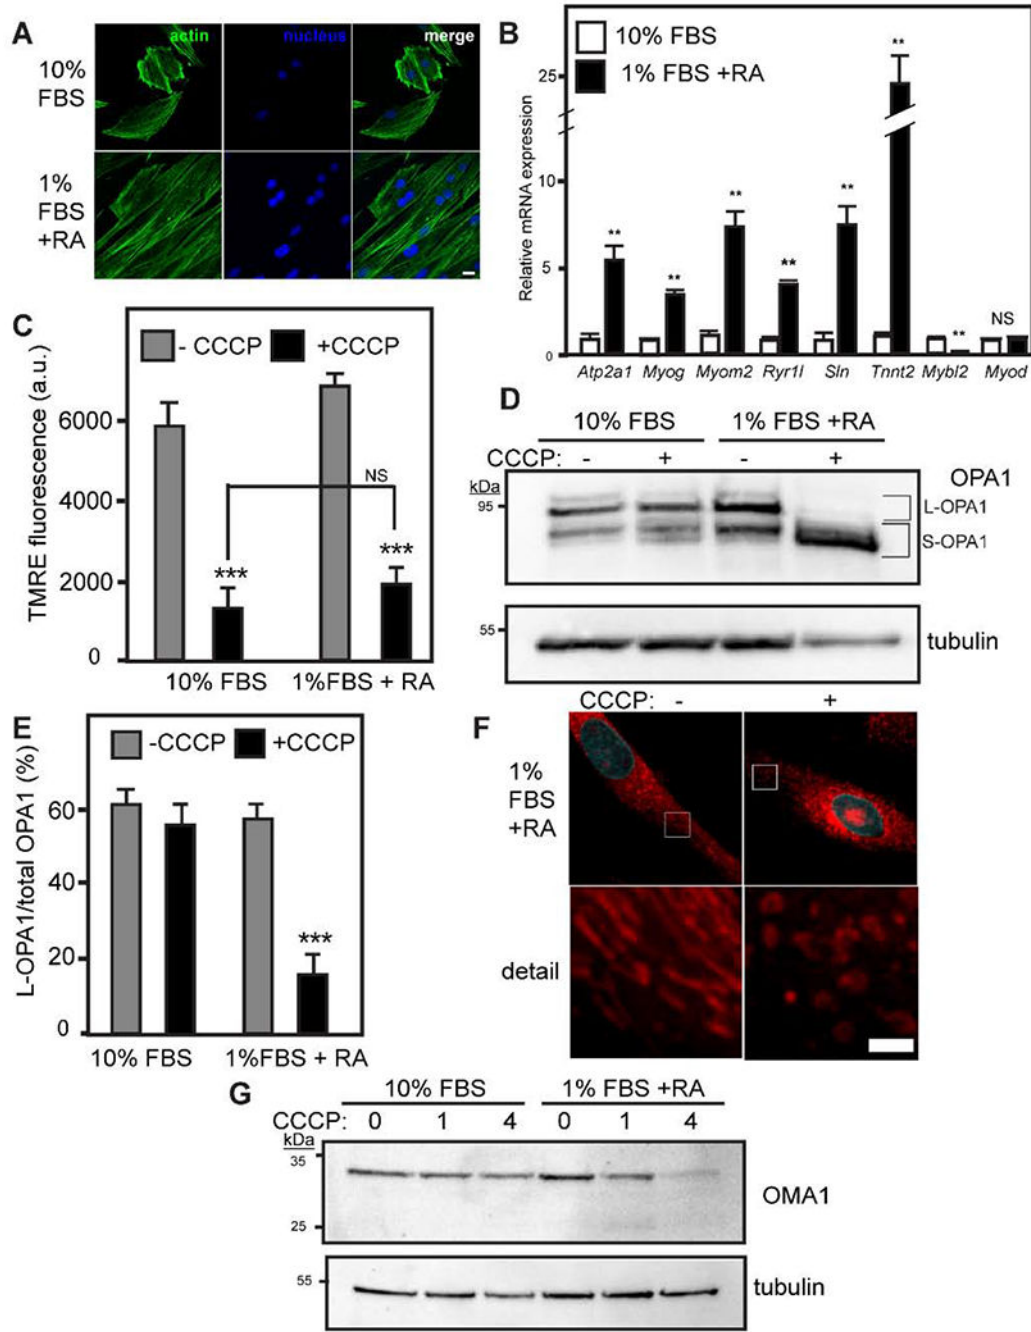 A
actin
nucleus
merge
10%
FBS
1%
FBS
+RA
B
10% FBS
1% FBS +RA
Relative mRNA expression
25
10
5
0
**
**
**
**
**
**
**
NS
Atp2a1 Myog Myom2 Ryr1l Sln Tnnt2 Mybl2 Myod
C
- CCCP +CCCP
TMRE fluorescence (a.u.)
6000
4000
2000
0
NS
***
***
10% FBS 1%FBS + RA
D
10% FBS 1% FBS +RA
CCCP: - + - +
kDa
95
OPA1
L-OPA1
S-OPA1
55
tubulin
E
-CCCP +CCCP
L-OPA1/total OPA1 (%)
60
40
20
0
***
10% FBS 1%FBS + RA
F
CCCP: - +
1%
FBS
+RA
detail
G
10% FBS 1% FBS +RA
CCCP: 0 1 4 0 1 4
kDa
35
25
OMA1
55
tubulin